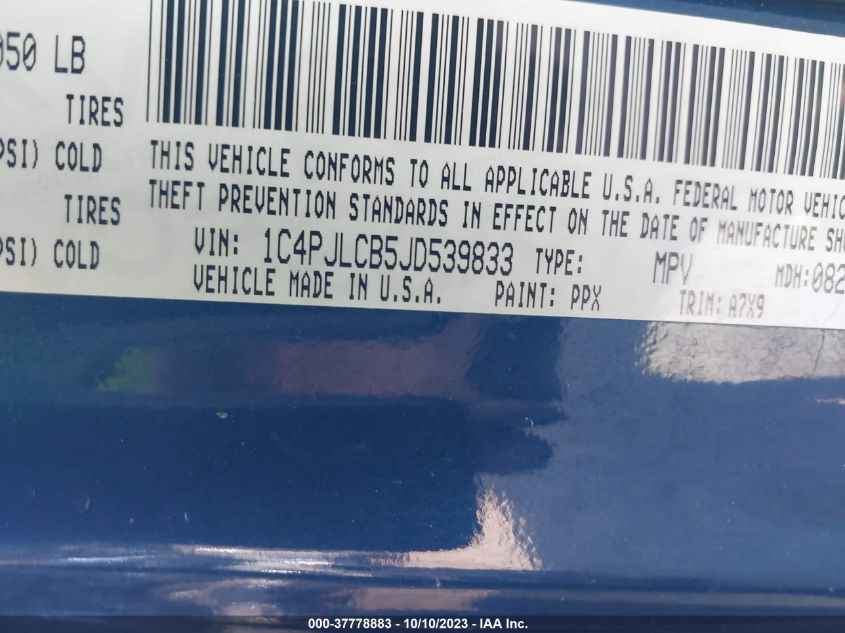 050 LB
TIRES
PSI) COLD
TIRES
PSI) COLD
THIS VEHICLE CONFORMS TO ALL APPLICABLE U.S.A. FEDERAL MOTOR VEHIC
THEFT PREVENTION STANDARDS IN EFFECT ON THE DATE OF MANUFACTURE SHO
VIN: 1C4PJLCB5JD539833 TYPE: MPV MDH:082
VEHICLE MADE IN U.S.A. PAINT: PPX TRIM: A7X9
000-37778883 - 10/10/2023 - IAA Inc.